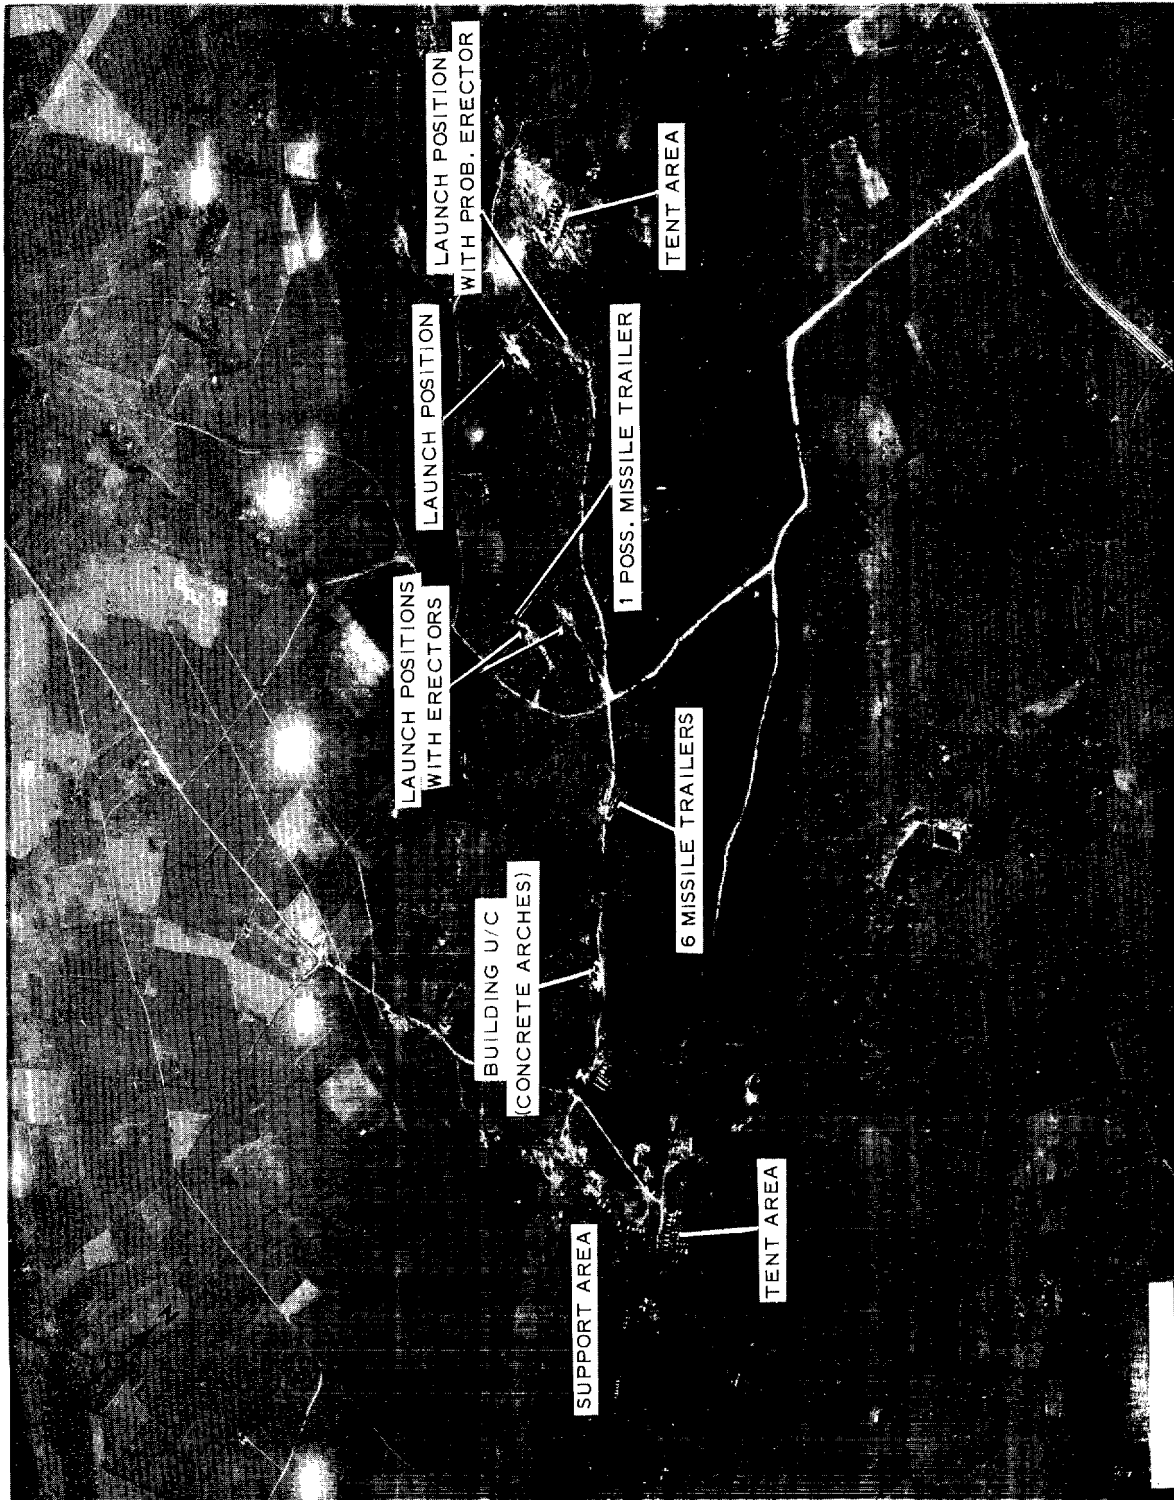 LAUNCH POSITION
WITH PROB. ERECTOR
TENT AREA
LAUNCH POSITION
1 POSS. MISSILE TRAILER
LAUNCH POSITIONS
WITH ERECTORS
6 MISSILE TRAILERS
BUILDING U/C
(CONCRETE ARCHES)
SUPPORT AREA
TENT AREA